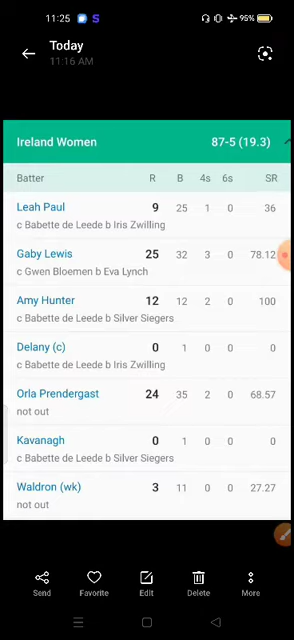 11:25
S
95%
Today
11:16 AM
Ireland Women 87-5 (19.3)
Batter R B 4s 6s SR
Leah Paul 9 25 1 0 36
c Babette de Leede b Iris Zwilling
Gaby Lewis 25 32 3 0 78.12
c Gwen Bloemen b Eva Lynch
Amy Hunter 12 12 2 0 100
c Babette de Leede b Silver Siegers
Delany (c) 0 1 0 0 0
c Babette de Leede b Iris Zwilling
Orla Prendergast 24 35 2 0 68.57
not out
Kavanagh 0 1 0 0 0
c Babette de Leede b Silver Siegers
Waldron (wk) 3 11 0 0 27.27
not out
Send Favorite Edit Delete More